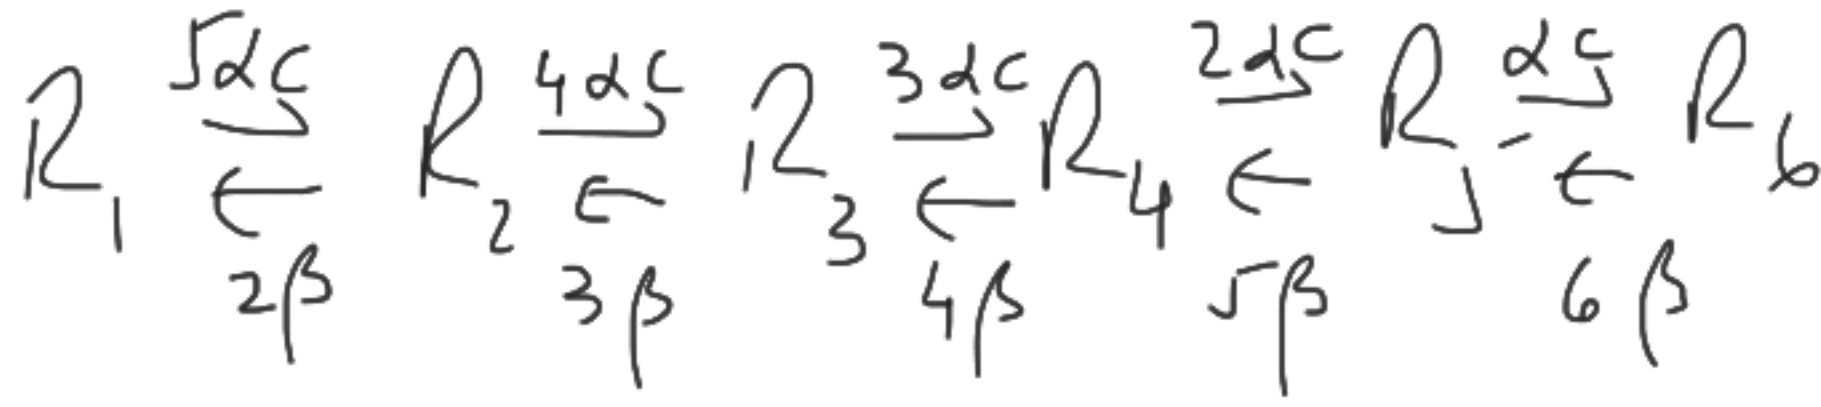 R₁ ⇀ 5αc ← 2β R₂ ⇀ 4αc ← 3β R₃ ⇀ 3αc ← 4β R₄ ⇀ 2αc ← 5β R₅ ⇀ αc ← 6β R₆